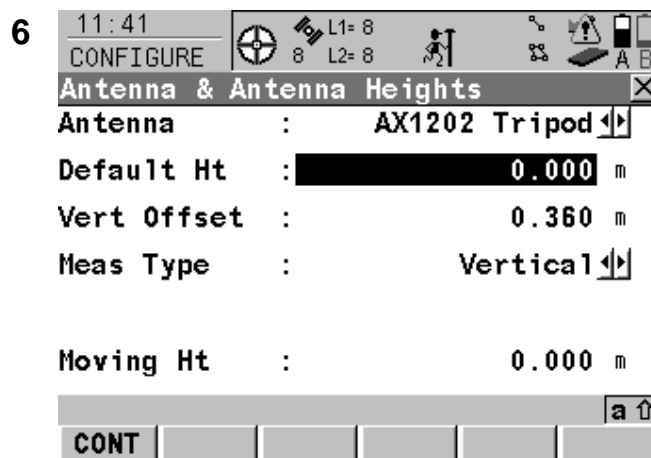 6
11:41
CONFIGURE
L1= 8
8 L2= 8
A B
Antenna & Antenna Heights
Antenna : AX1202 Tripod
Default Ht : 0.000 m
Vert Offset : 0.360 m
Meas Type : Vertical
Moving Ht : 0.000 m
a
CONT